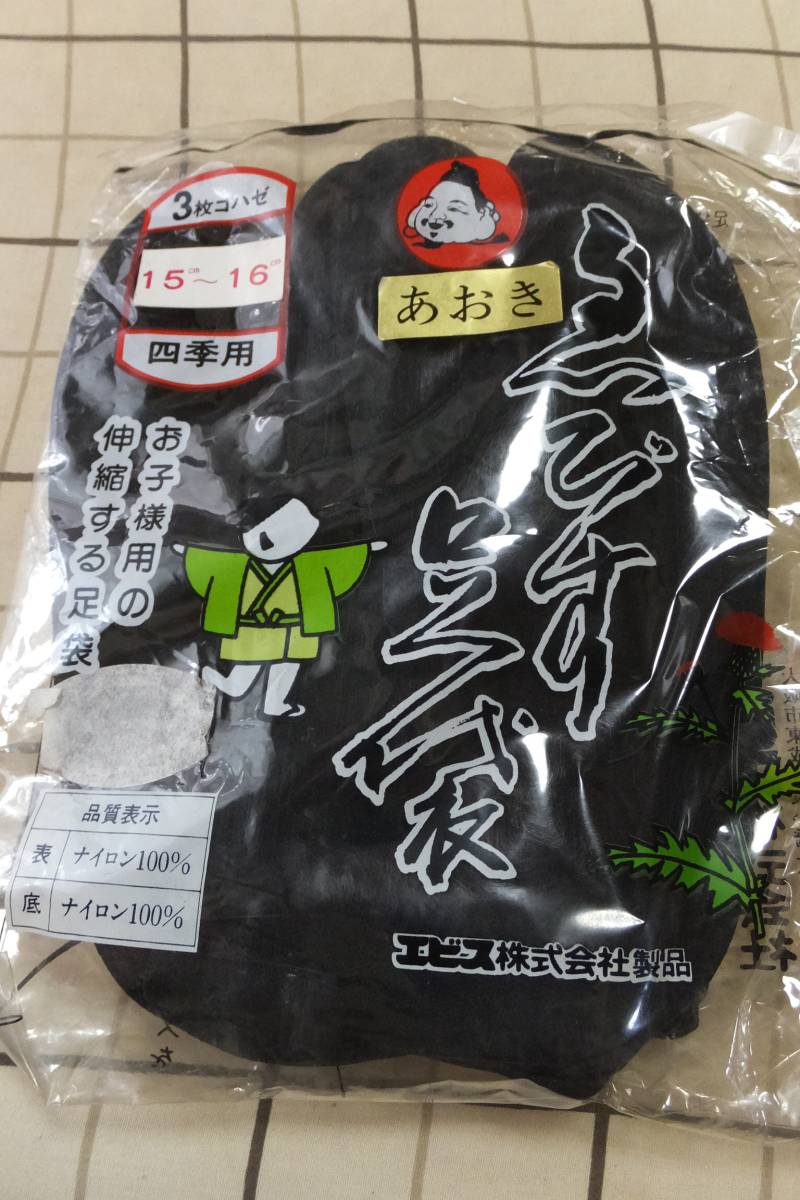 3枚コハゼ
15cm〜16cm
四季用
あおき
ゑびす
足袋
お子様用の
伸縮する足袋
品質表示
表 ナイロン100%
底 ナイロン100%
エビス株式会社製品